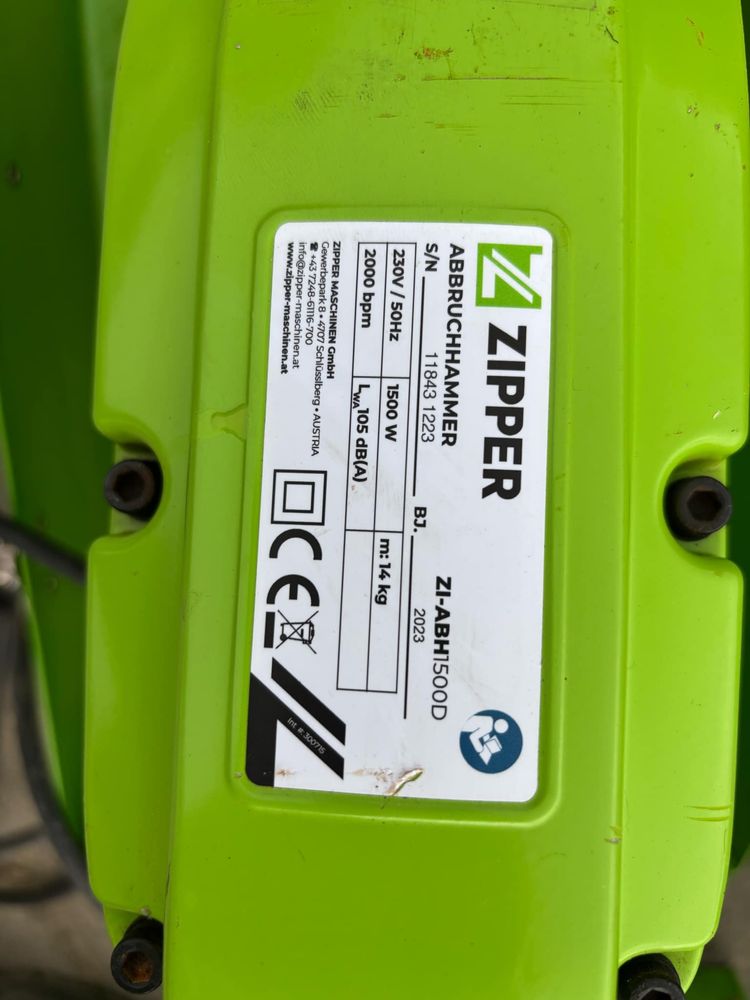 ZIPPER
ABBRUCHHAMMER ZI-ABH1500D
S/N 11843 1223 BJ. 2023
230V / 50Hz 1500 W m: 14 kg
2000 bpm LWA 105 dB(A)
ZIPPER MASCHINEN GmbH
Gewerbepark 8 • 4707 Schlüsslberg • AUSTRIA
☎ +43 7248-61116-700
info@zipper-maschinen.at
www.zipper-maschinen.at
CE
Int. #: 300715